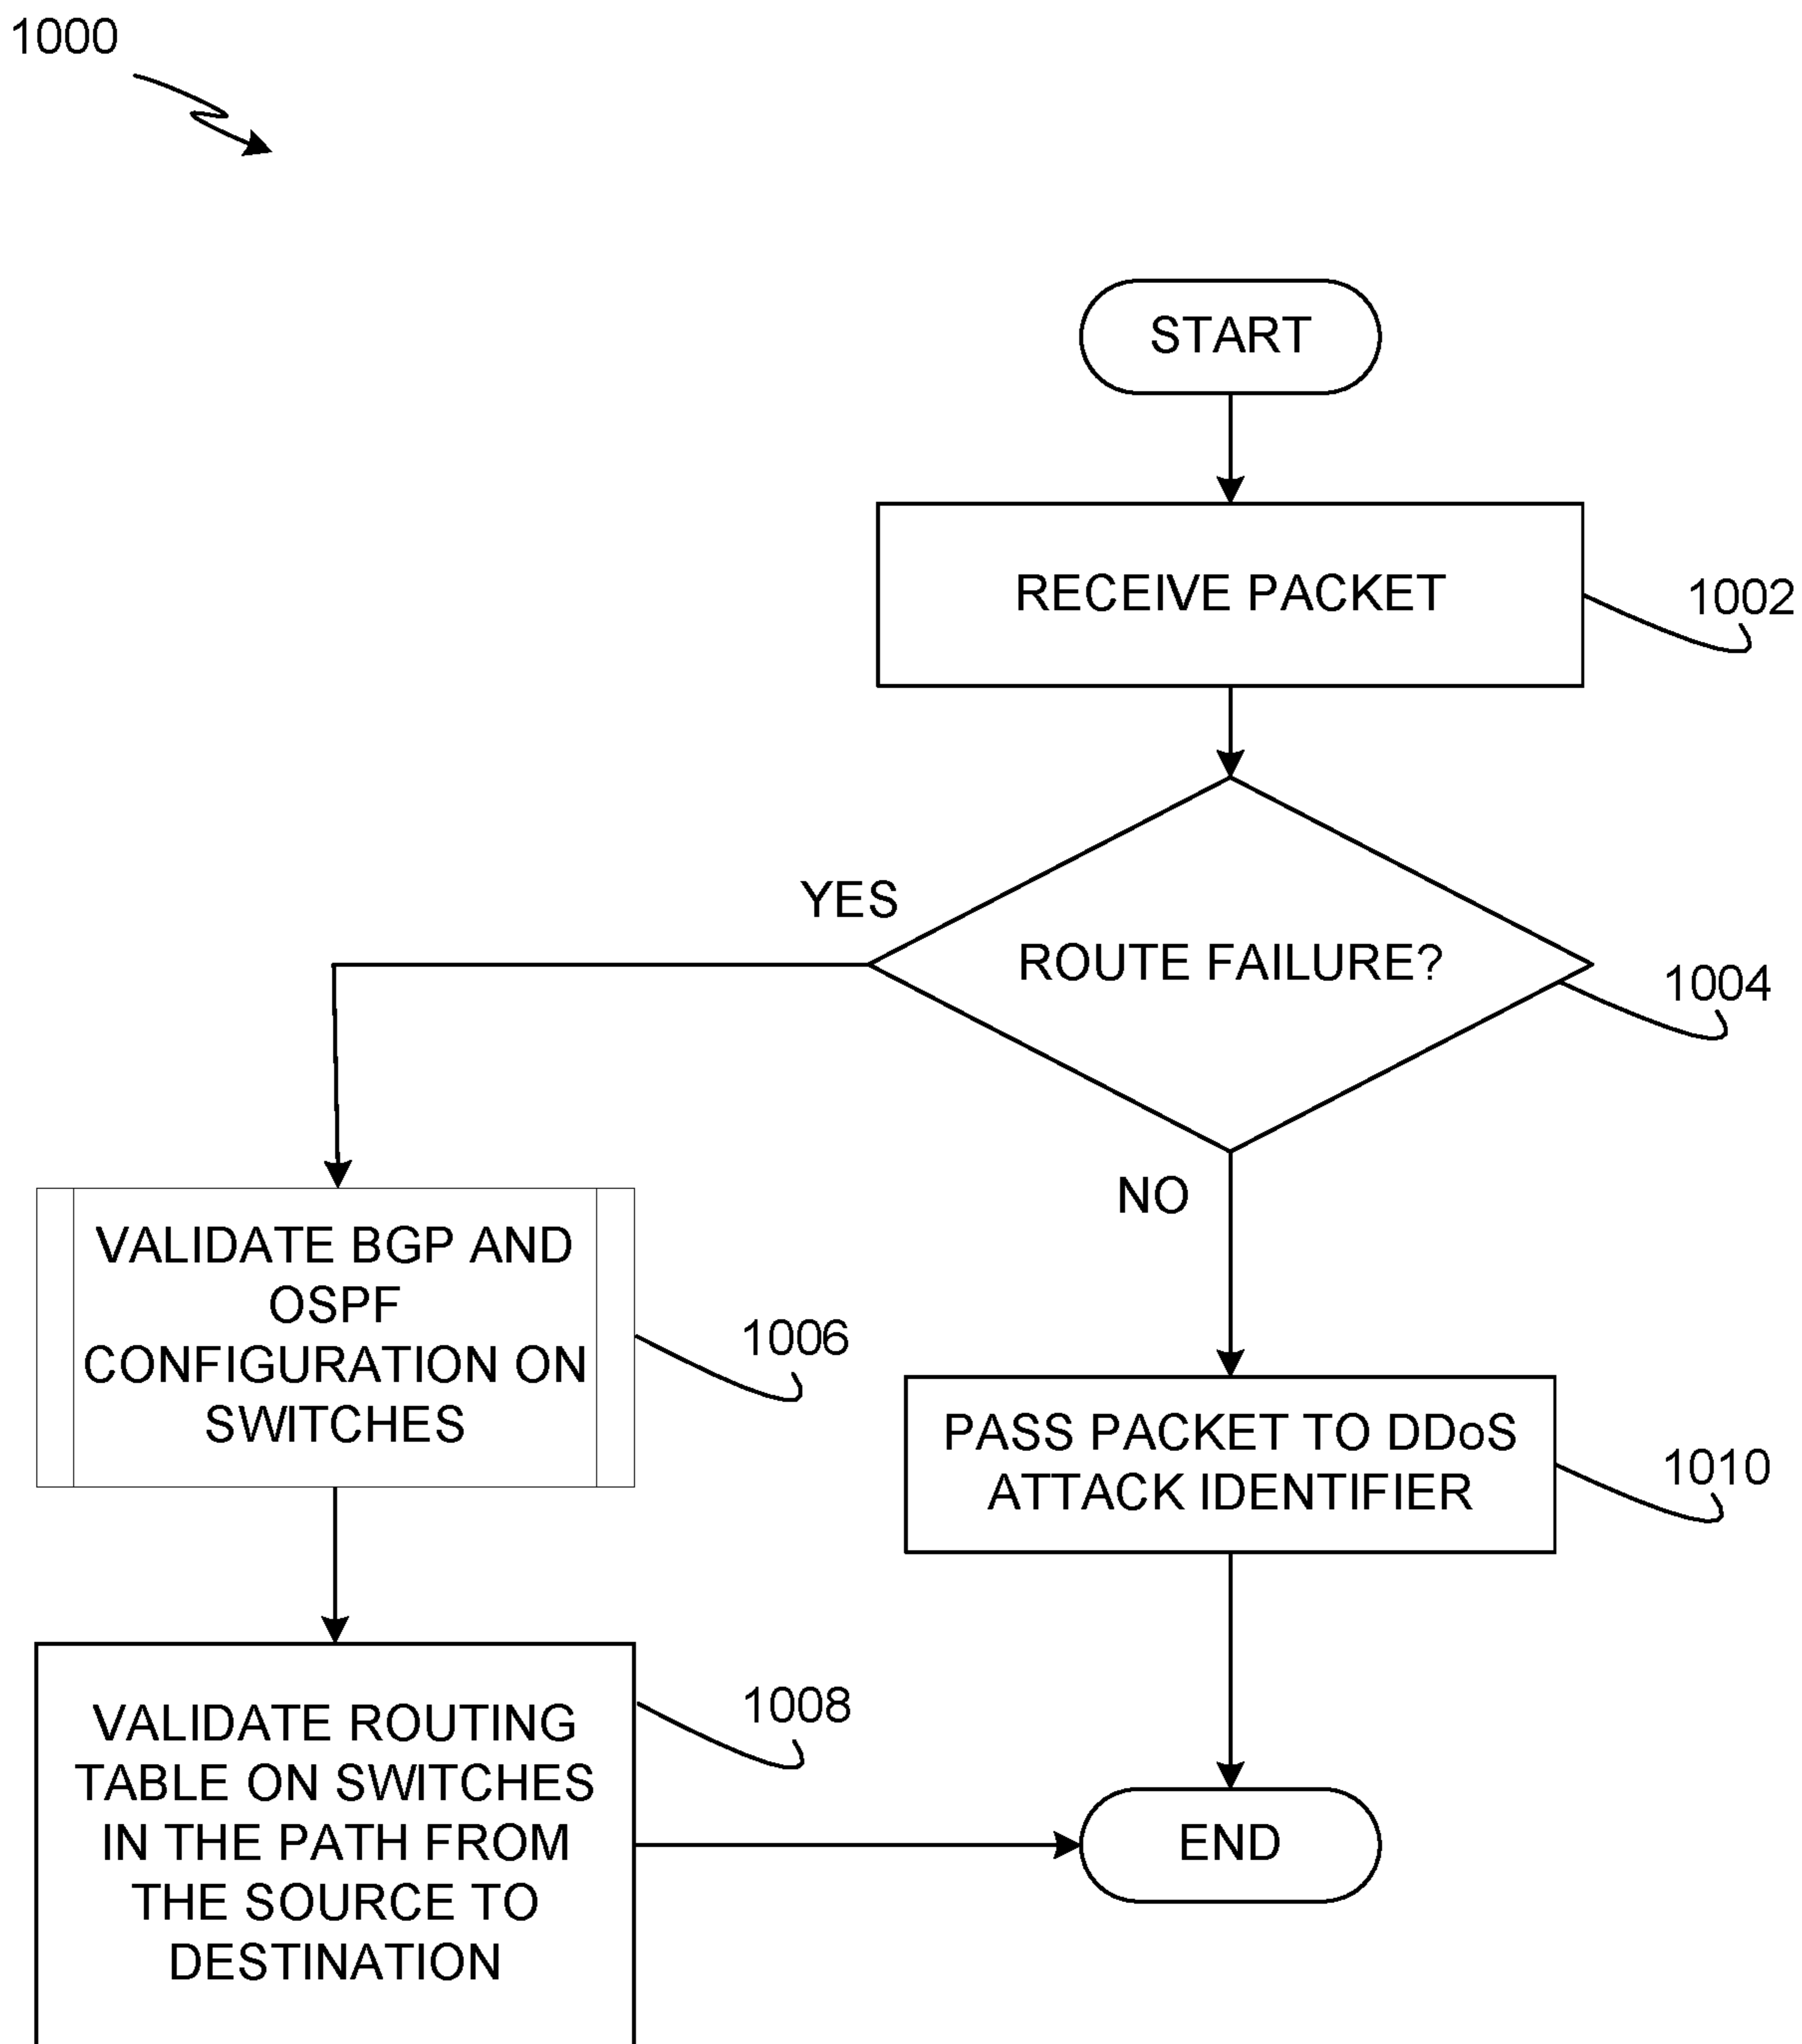 1000
START
RECEIVE PACKET
1002
YES
ROUTE FAILURE?
1004
NO
VALIDATE BGP AND
OSPF
CONFIGURATION ON
SWITCHES
1006
PASS PACKET TO DDoS
ATTACK IDENTIFIER
1010
VALIDATE ROUTING
TABLE ON SWITCHES
IN THE PATH FROM
THE SOURCE TO
DESTINATION
1008
END